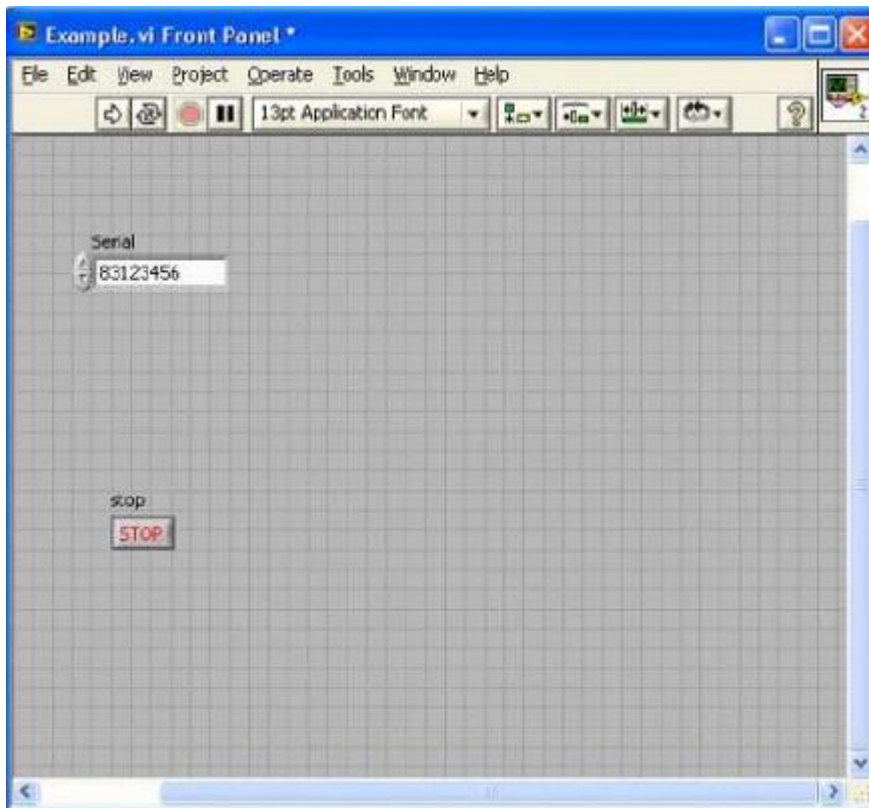 Example.vi Front Panel *
File Edit View Project Operate Tools Window Help
13pt Application Font
?
2
Serial
83123456
stop
STOP